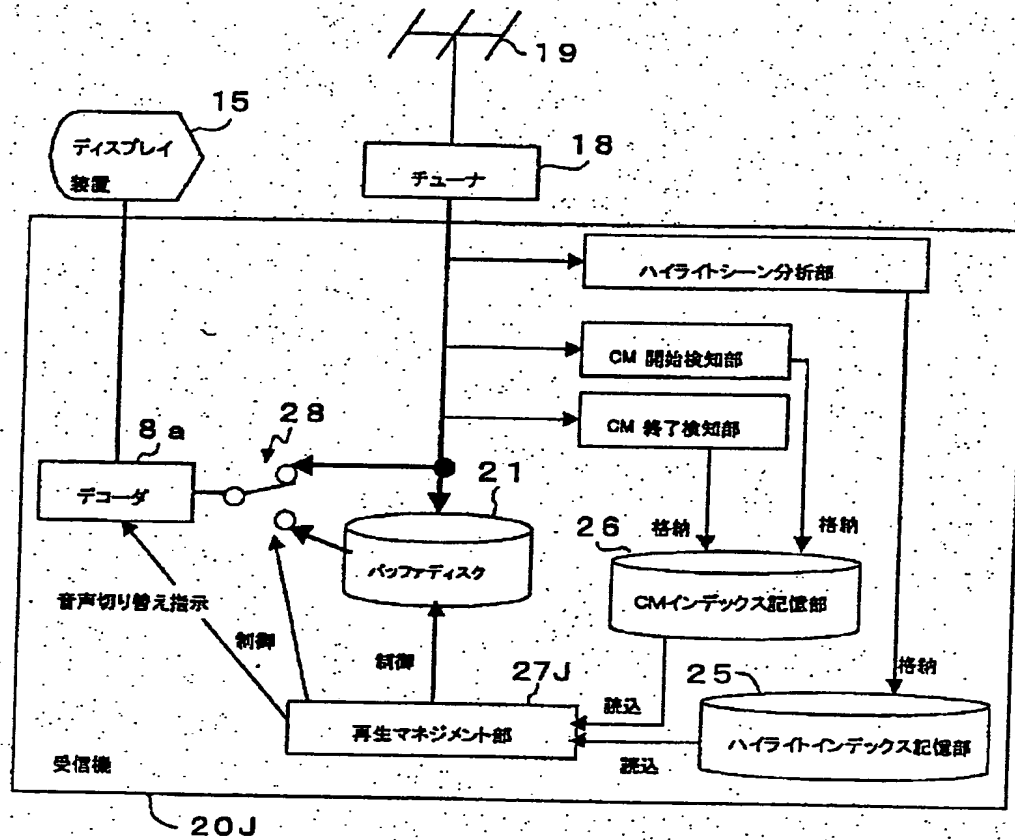 19
15
ディスプレイ
装置
18
チューナ
ハイライトシーン分析部
CM 開始検知部
CM 終了検知部
28
8a
デコーダ
21
バッファディスク
格納
格納
26
CMインデックス記憶部
音声切り替え指示
制御
制御
27J
再生マネジメント部
読込
読込
25
格納
ハイライトインデックス記憶部
受信機
20J